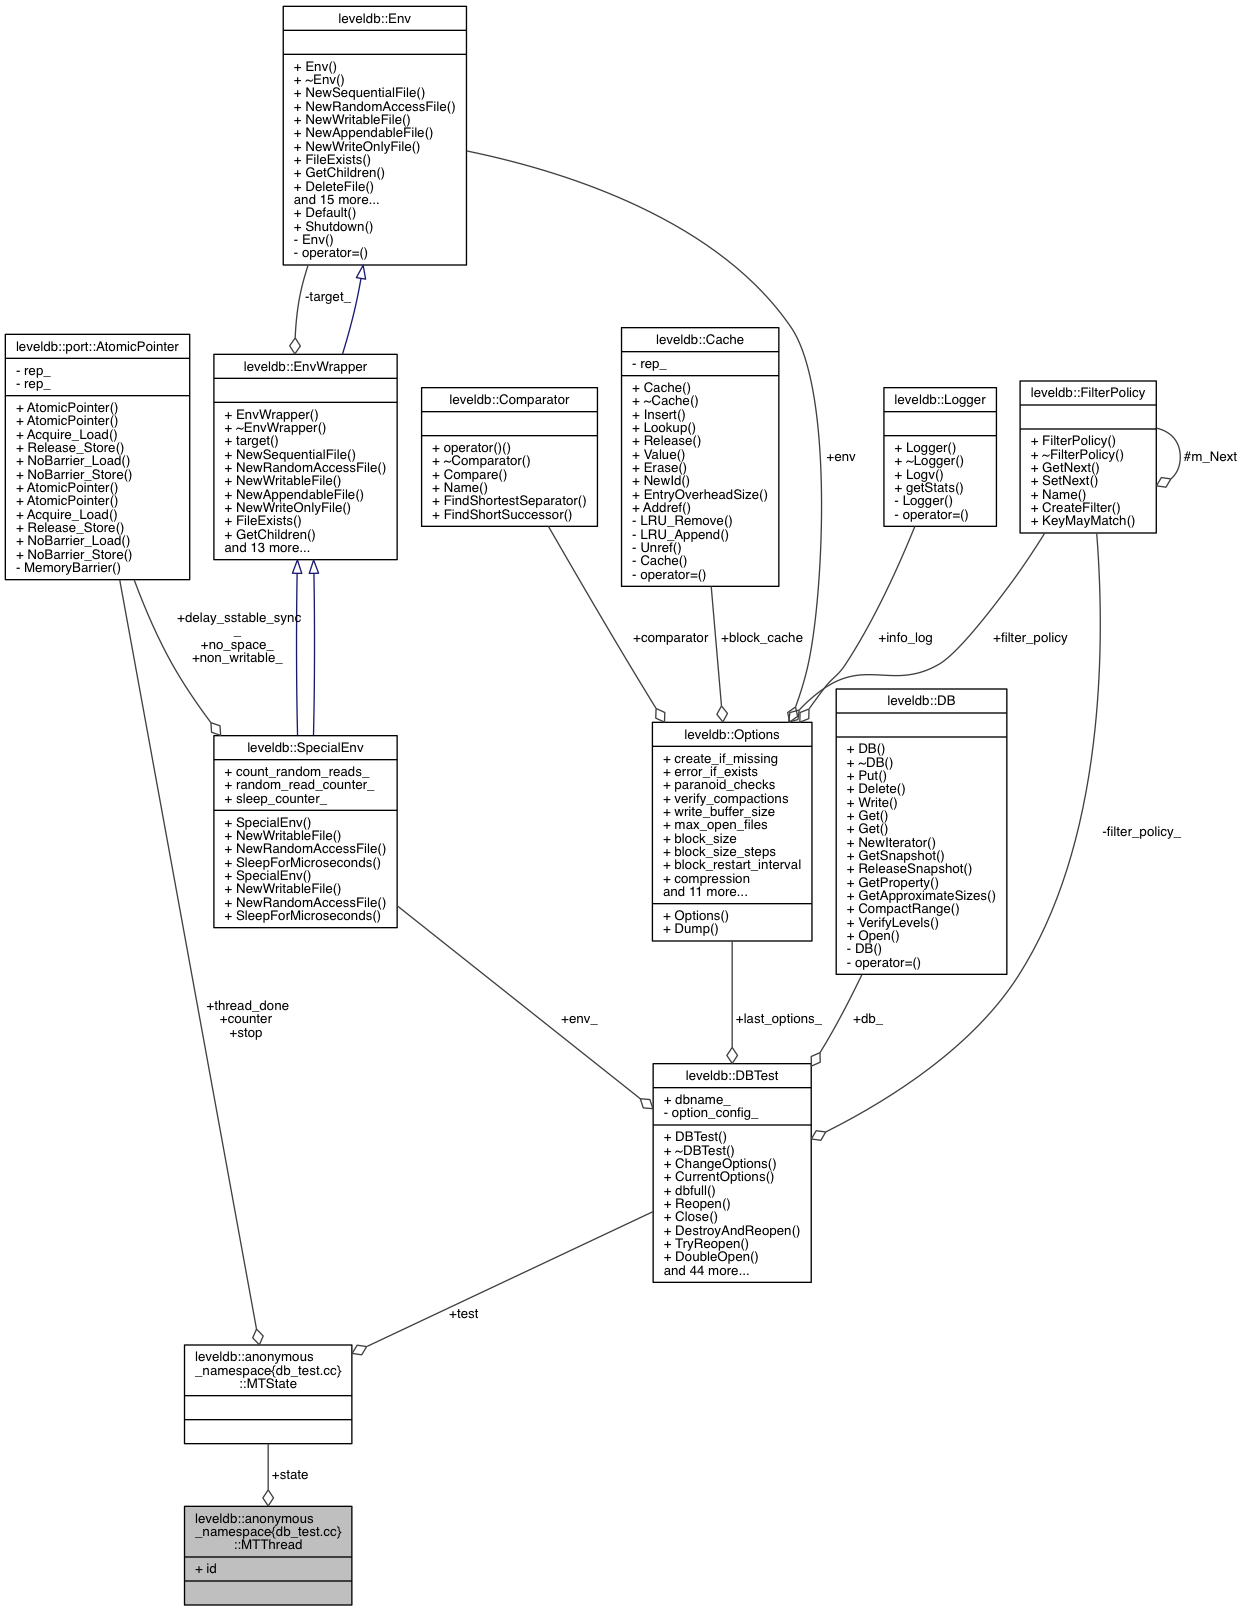 leveldb::Env
+ Env()
+ ~Env()
+ NewSequentialFile()
+ NewRandomAccessFile()
+ NewWritableFile()
+ NewAppendableFile()
+ NewWriteOnlyFile()
+ FileExists()
+ GetChildren()
+ DeleteFile()
and 15 more...
+ Default()
+ Shutdown()
- Env()
- operator=()
-target_
leveldb::port::AtomicPointer
- rep_
- rep_
+ AtomicPointer()
+ AtomicPointer()
+ Acquire_Load()
+ Release_Store()
+ NoBarrier_Load()
+ NoBarrier_Store()
+ AtomicPointer()
+ AtomicPointer()
+ Acquire_Load()
+ Release_Store()
+ NoBarrier_Load()
+ NoBarrier_Store()
- MemoryBarrier()
leveldb::EnvWrapper
+ EnvWrapper()
+ ~EnvWrapper()
+ target()
+ NewSequentialFile()
+ NewRandomAccessFile()
+ NewWritableFile()
+ NewAppendableFile()
+ NewWriteOnlyFile()
+ FileExists()
+ GetChildren()
and 13 more...
leveldb::Comparator
+ operator()()
+ ~Comparator()
+ Compare()
+ Name()
+ FindShortestSeparator()
+ FindShortSuccessor()
leveldb::Cache
- rep_
+ Cache()
+ ~Cache()
+ Insert()
+ Lookup()
+ Release()
+ Value()
+ Erase()
+ NewId()
+ EntryOverheadSize()
+ Addref()
- LRU_Remove()
- LRU_Append()
- Unref()
- Cache()
- operator=()
+env
leveldb::Logger
+ Logger()
+ ~Logger()
+ Logv()
+ getStats()
- Logger()
- operator=()
leveldb::FilterPolicy
+ FilterPolicy()
+ ~FilterPolicy()
+ GetNext()
+ SetNext()
+ Name()
+ CreateFilter()
+ KeyMayMatch()
#m_Next
+delay_sstable_sync
_
+no_space_
+non_writable_
+comparator
+block_cache
+info_log
+filter_policy
leveldb::SpecialEnv
+ count_random_reads_
+ random_read_counter_
+ sleep_counter_
+ SpecialEnv()
+ NewWritableFile()
+ NewRandomAccessFile()
+ SleepForMicroseconds()
+ SpecialEnv()
+ NewWritableFile()
+ NewRandomAccessFile()
+ SleepForMicroseconds()
leveldb::Options
+ create_if_missing
+ error_if_exists
+ paranoid_checks
+ verify_compactions
+ write_buffer_size
+ max_open_files
+ block_size
+ block_size_steps
+ block_restart_interval
+ compression
and 11 more...
+ Options()
+ Dump()
leveldb::DB
+ DB()
+ ~DB()
+ Put()
+ Delete()
+ Write()
+ Get()
+ Get()
+ NewIterator()
+ GetSnapshot()
+ ReleaseSnapshot()
+ GetProperty()
+ GetApproximateSizes()
+ CompactRange()
+ VerifyLevels()
+ Open()
- DB()
- operator=()
-filter_policy_
+thread_done
+counter
+stop
+env_
+last_options_
+db_
leveldb::DBTest
+ dbname_
- option_config_
+ DBTest()
+ ~DBTest()
+ ChangeOptions()
+ CurrentOptions()
+ dbfull()
+ Reopen()
+ Close()
+ DestroyAndReopen()
+ TryReopen()
+ DoubleOpen()
and 44 more...
+test
leveldb::anonymous
_namespace{db_test.cc}
::MTState
+state
leveldb::anonymous
_namespace{db_test.cc}
::MTThread
+ id